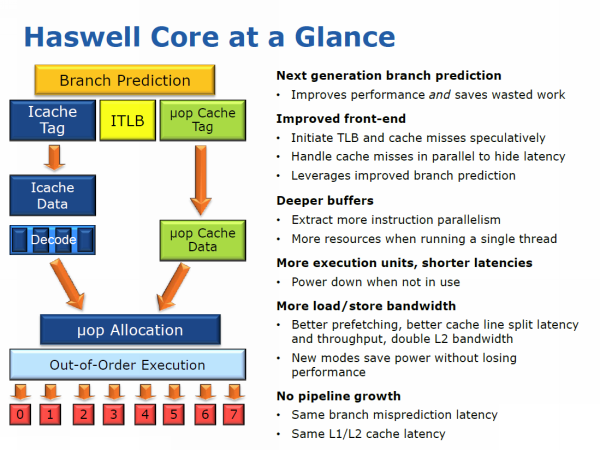 Haswell Core at a Glance
Branch Prediction
Icache
Tag
ITLB
µop Cache
Tag
Icache
Data
Decode
µop Cache
Data
µop Allocation
Out-of-Order Execution
0 1 2 3 4 5 6 7
Next generation branch prediction
• Improves performance and saves wasted work
Improved front-end
• Initiate TLB and cache misses speculatively
• Handle cache misses in parallel to hide latency
• Leverages improved branch prediction
Deeper buffers
• Extract more instruction parallelism
• More resources when running a single thread
More execution units, shorter latencies
• Power down when not in use
More load/store bandwidth
• Better prefetching, better cache line split latency
and throughput, double L2 bandwidth
• New modes save power without losing
performance
No pipeline growth
• Same branch misprediction latency
• Same L1/L2 cache latency